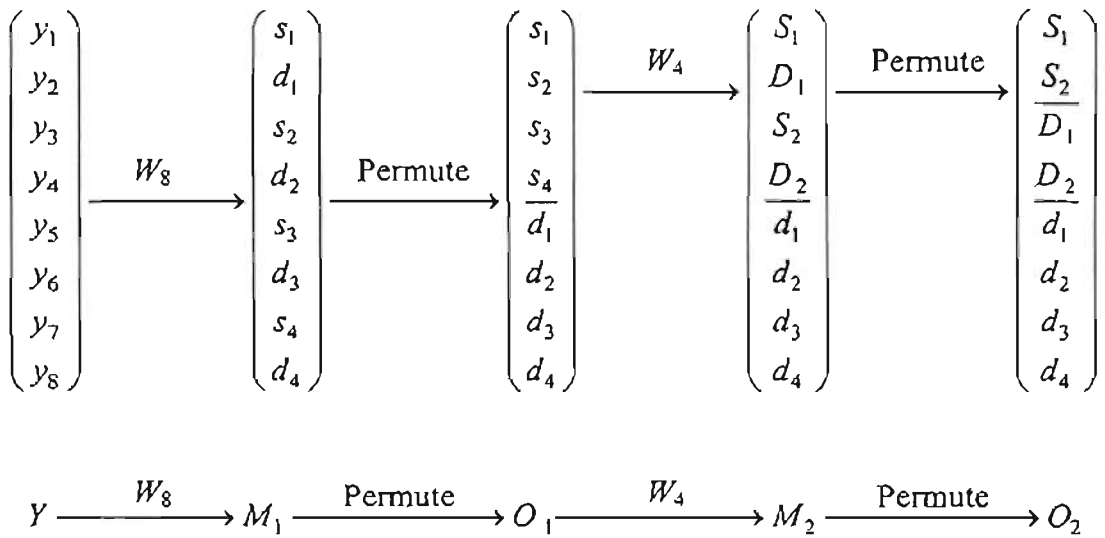 y₁ s₁ s₁ S₁ S₁
y₂ d₁ s₂ W₄ D₁ Permute S₂
y₃ s₂ s₃ S₂ D₁
y₄ W₈ d₂ Permute s₄ D₂ D₂
y₅ s₃ d₁ d₁ d₁
y₆ d₃ d₂ d₂ d₂
y₇ s₄ d₃ d₃ d₃
y₈ d₄ d₄ d₄ d₄
Y W₈ M₁ Permute O₁ W₄ M₂ Permute O₂